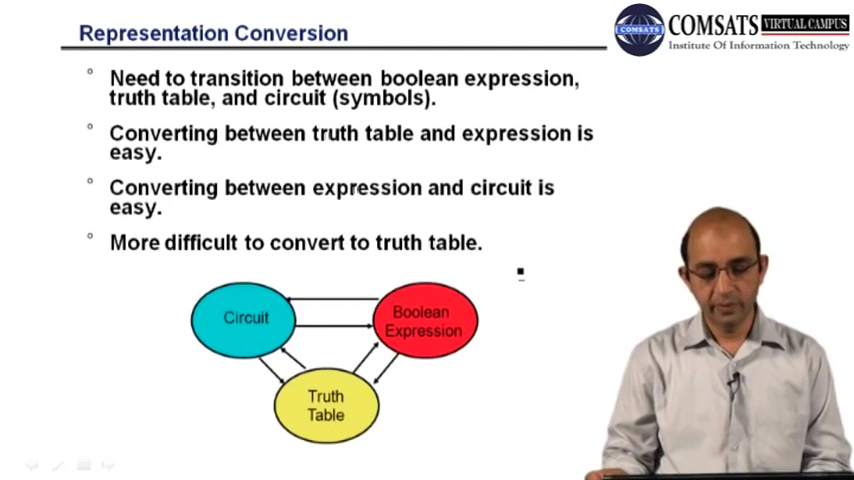 Representation Conversion
COMSATS
COMSATS VIRTUAL CAMPUS
Institute Of Information Technology
° Need to transition between boolean expression,
truth table, and circuit (symbols).
° Converting between truth table and expression is
easy.
° Converting between expression and circuit is
easy.
° More difficult to convert to truth table.
Circuit
Boolean
Expression
Truth
Table